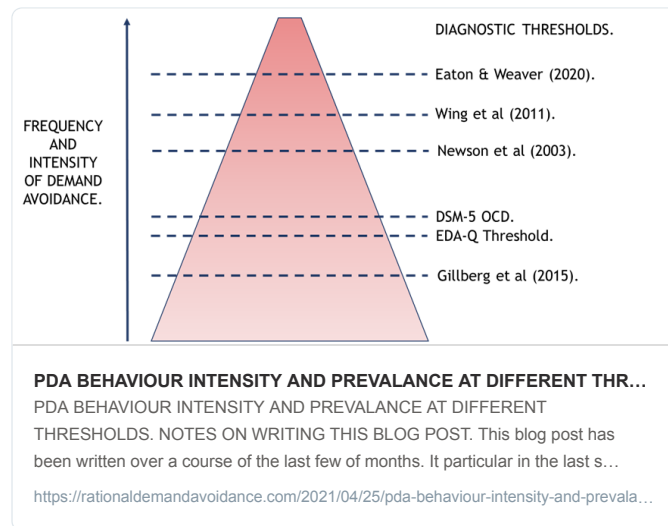 DIAGNOSTIC THRESHOLDS.
Eaton & Weaver (2020).
Wing et al (2011).
FREQUENCY
AND
INTENSITY
OF DEMAND
AVOIDANCE.
Newson et al (2003).
DSM-5 OCD.
EDA-Q Threshold.
Gillberg et al (2015).
PDA BEHAVIOUR INTENSITY AND PREVALANCE AT DIFFERENT THR...
PDA BEHAVIOUR INTENSITY AND PREVALANCE AT DIFFERENT
THRESHOLDS. NOTES ON WRITING THIS BLOG POST. This blog post has
been written over a course of the last few of months. It particular in the last s...
https://rationaldemandavoidance.com/2021/04/25/pda-behaviour-intensity-and-prevala...